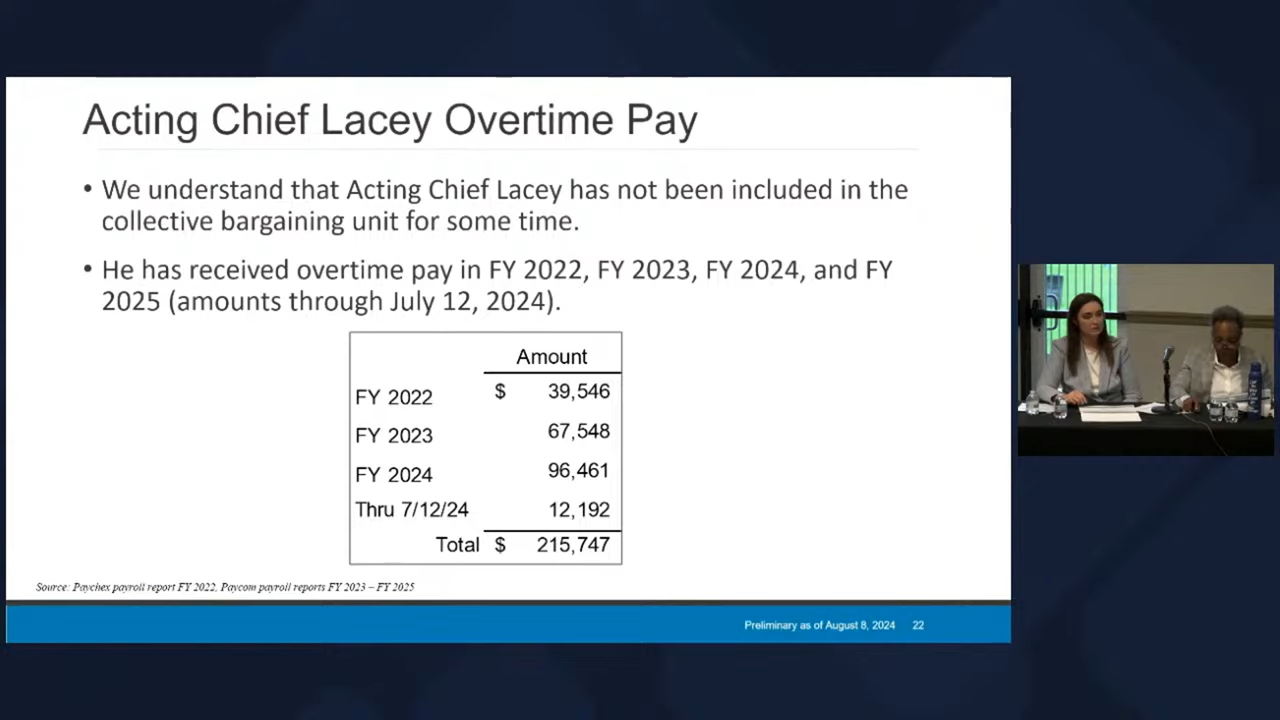 Acting Chief Lacey Overtime Pay
• We understand that Acting Chief Lacey has not been included in the
collective bargaining unit for some time.
• He has received overtime pay in FY 2022, FY 2023, FY 2024, and FY
2025 (amounts through July 12, 2024).
Amount
FY 2022 $ 39,546
FY 2023 67,548
FY 2024 96,461
Thru 7/12/24 12,192
Total $ 215,747
Source: Paychex payroll report FY 2022, Paycom payroll reports FY 2023 – FY 2025
Preliminary as of August 8, 2024 22